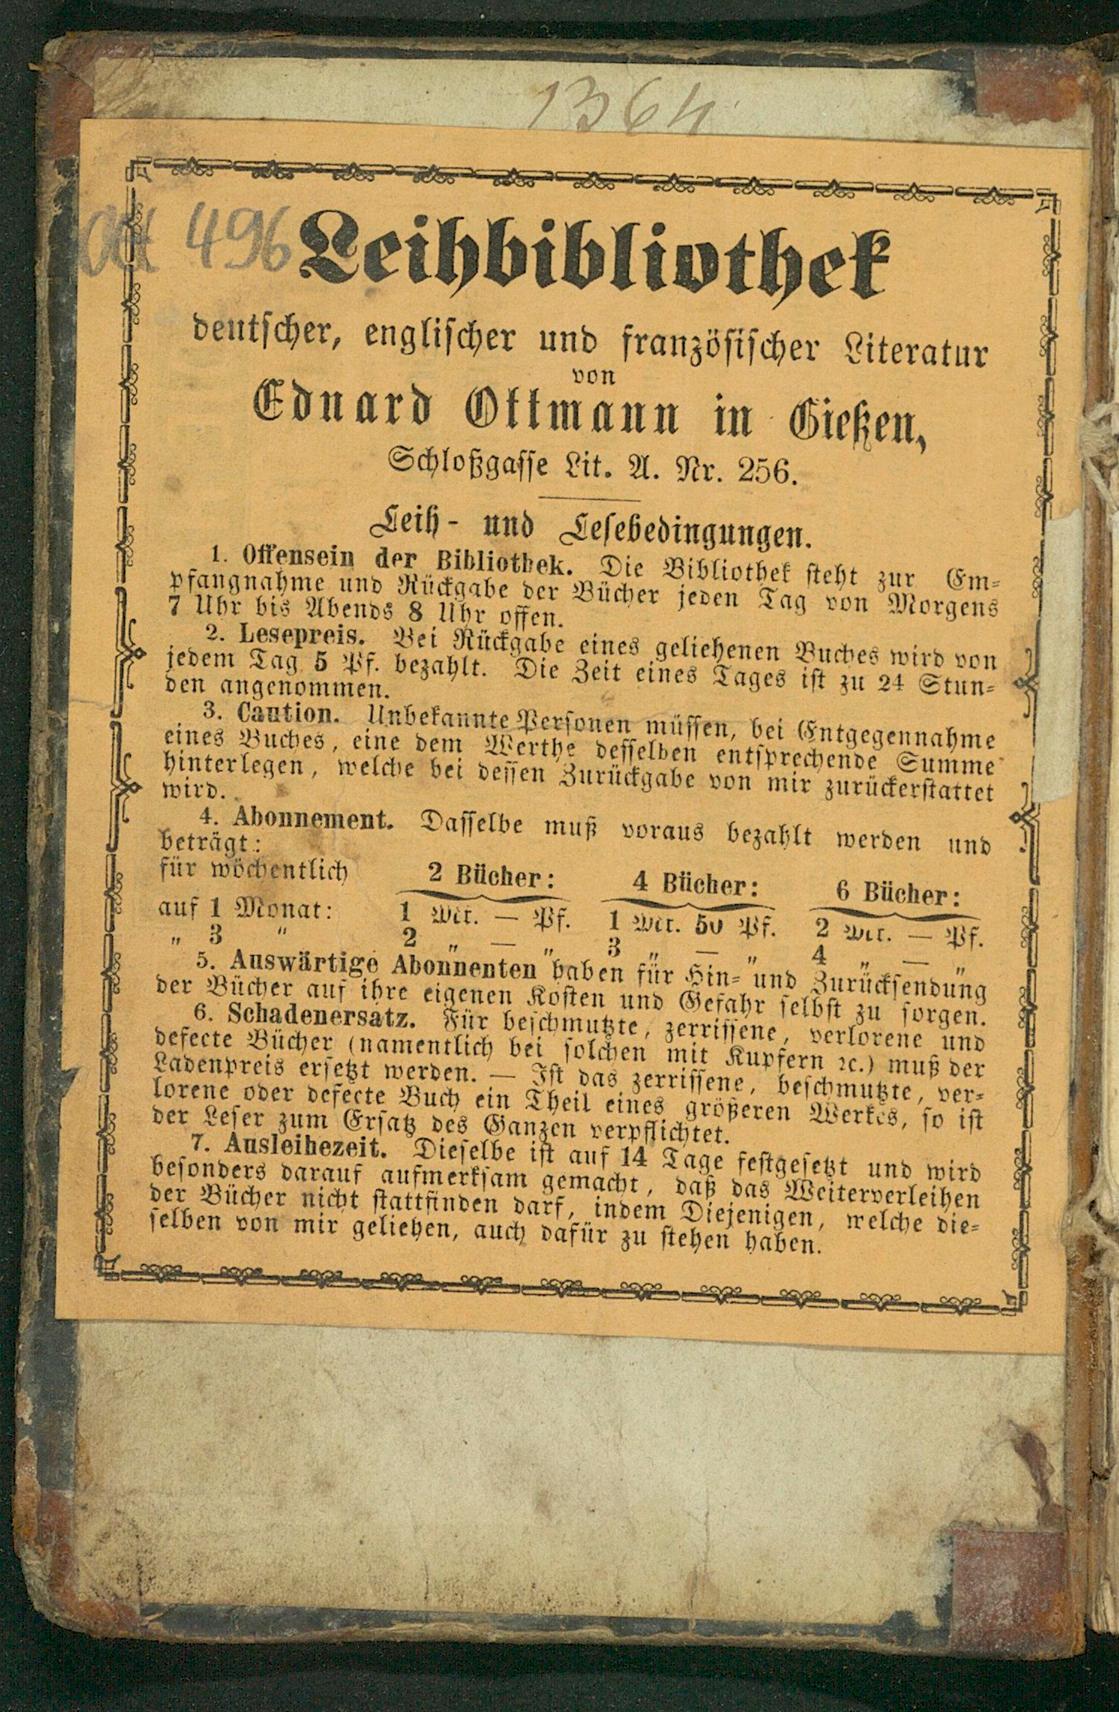 1364
Ott 496
Leihbibliothek
deutscher, englischer und französischer Literatur
von
Eduard Ottmann in Gießen,
Schloßgasse Lit. A. Nr. 256.
Leih- und Lesebedingungen.
1. Offensein der Bibliothek. Die Bibliothek steht zur Em-
pfangnahme und Rückgabe der Bücher jeden Tag von Morgens
7 Uhr bis Abends 8 Uhr offen.
2. Lesepreis. Bei Rückgabe eines geliehenen Buches wird von
jedem Tag 5 Pf. bezahlt. Die Zeit eines Tages ist zu 24 Stun-
den angenommen.
3. Caution. Unbekannte Personen müssen, bei Entgegennahme
eines Buches, eine dem Werthe desselben entsprechende Summe
hinterlegen, welche bei dessen Zurückgabe von mir zurückerstattet
wird.
4. Abonnement. Dasselbe muß voraus bezahlt werden und
beträgt:
für wöchentlich 2 Bücher: 4 Bücher: 6 Bücher:
auf 1 Monat: 1 Mk. — Pf. 1 Mk. 50 Pf. 2 Mk. — Pf.
„ 3 „ 2 „ — „ 3 „ — „ 4 „ — „
5. Auswärtige Abonnenten haben für Hin- und Zurücksendung
der Bücher auf ihre eigenen Kosten und Gefahr selbst zu sorgen.
6. Schadenersatz. Für beschmutzte, zerrissene, verlorene und
defecte Bücher (namentlich bei solchen mit Kupfern ꝛc.) muß der
Ladenpreis ersetzt werden. — Ist das zerrissene, beschmutzte, ver-
lorene oder defecte Buch ein Theil eines größeren Werkes, so ist
der Leser zum Ersatz des Ganzen verpflichtet.
7. Ausleihezeit. Dieselbe ist auf 14 Tage festgesetzt und wird
besonders darauf aufmerksam gemacht, daß das Weiterverleihen
der Bücher nicht stattfinden darf, indem Diejenigen, welche die-
selben von mir geliehen, auch dafür zu stehen haben.